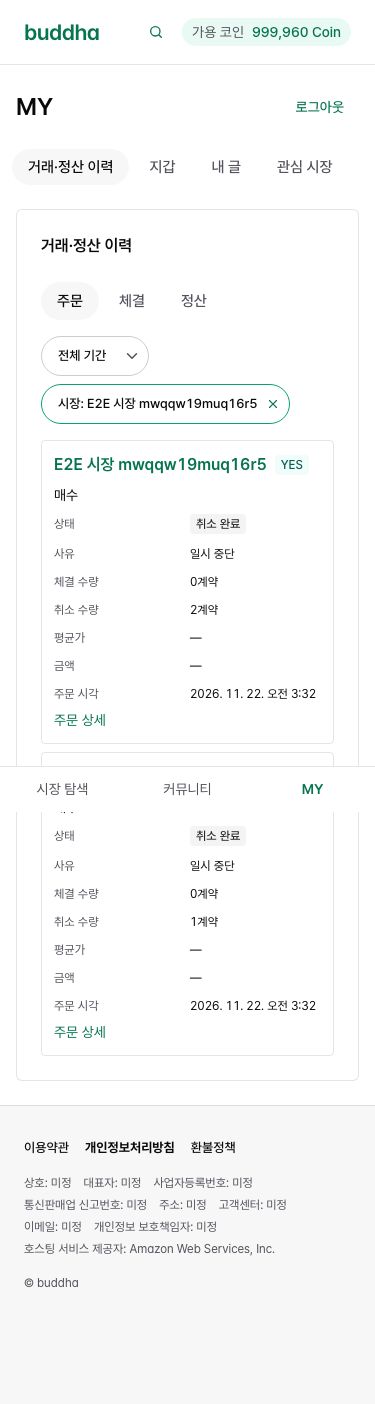 buddha
가용 코인 999,960 Coin
MY
로그아웃
거래·정산 이력 지갑 내 글 관심 시장
거래·정산 이력
주문 체결 정산
전체 기간
시장: E2E 시장 mwqqw19muq16r5
E2E 시장 mwqqw19muq16r5 YES
매수
상태 취소 완료
사유 일시 중단
체결 수량 0계약
취소 수량 2계약
평균가 —
금액 —
주문 시각 2026. 11. 22. 오전 3:32
주문 상세
시장 탐색 커뮤니티 MY
상태 취소 완료
사유 일시 중단
체결 수량 0계약
취소 수량 1계약
평균가 —
금액 —
주문 시각 2026. 11. 22. 오전 3:32
주문 상세
이용약관 개인정보처리방침 환불정책
상호: 미정 대표자: 미정 사업자등록번호: 미정
통신판매업 신고번호: 미정 주소: 미정 고객센터: 미정
이메일: 미정 개인정보 보호책임자: 미정
호스팅 서비스 제공자: Amazon Web Services, Inc.
© buddha